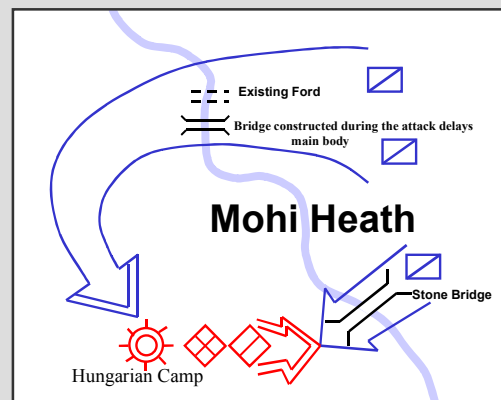 Existing Ford
Bridge constructed during the attack delays
main body
Mohi Heath
Stone Bridge
Hungarian Camp